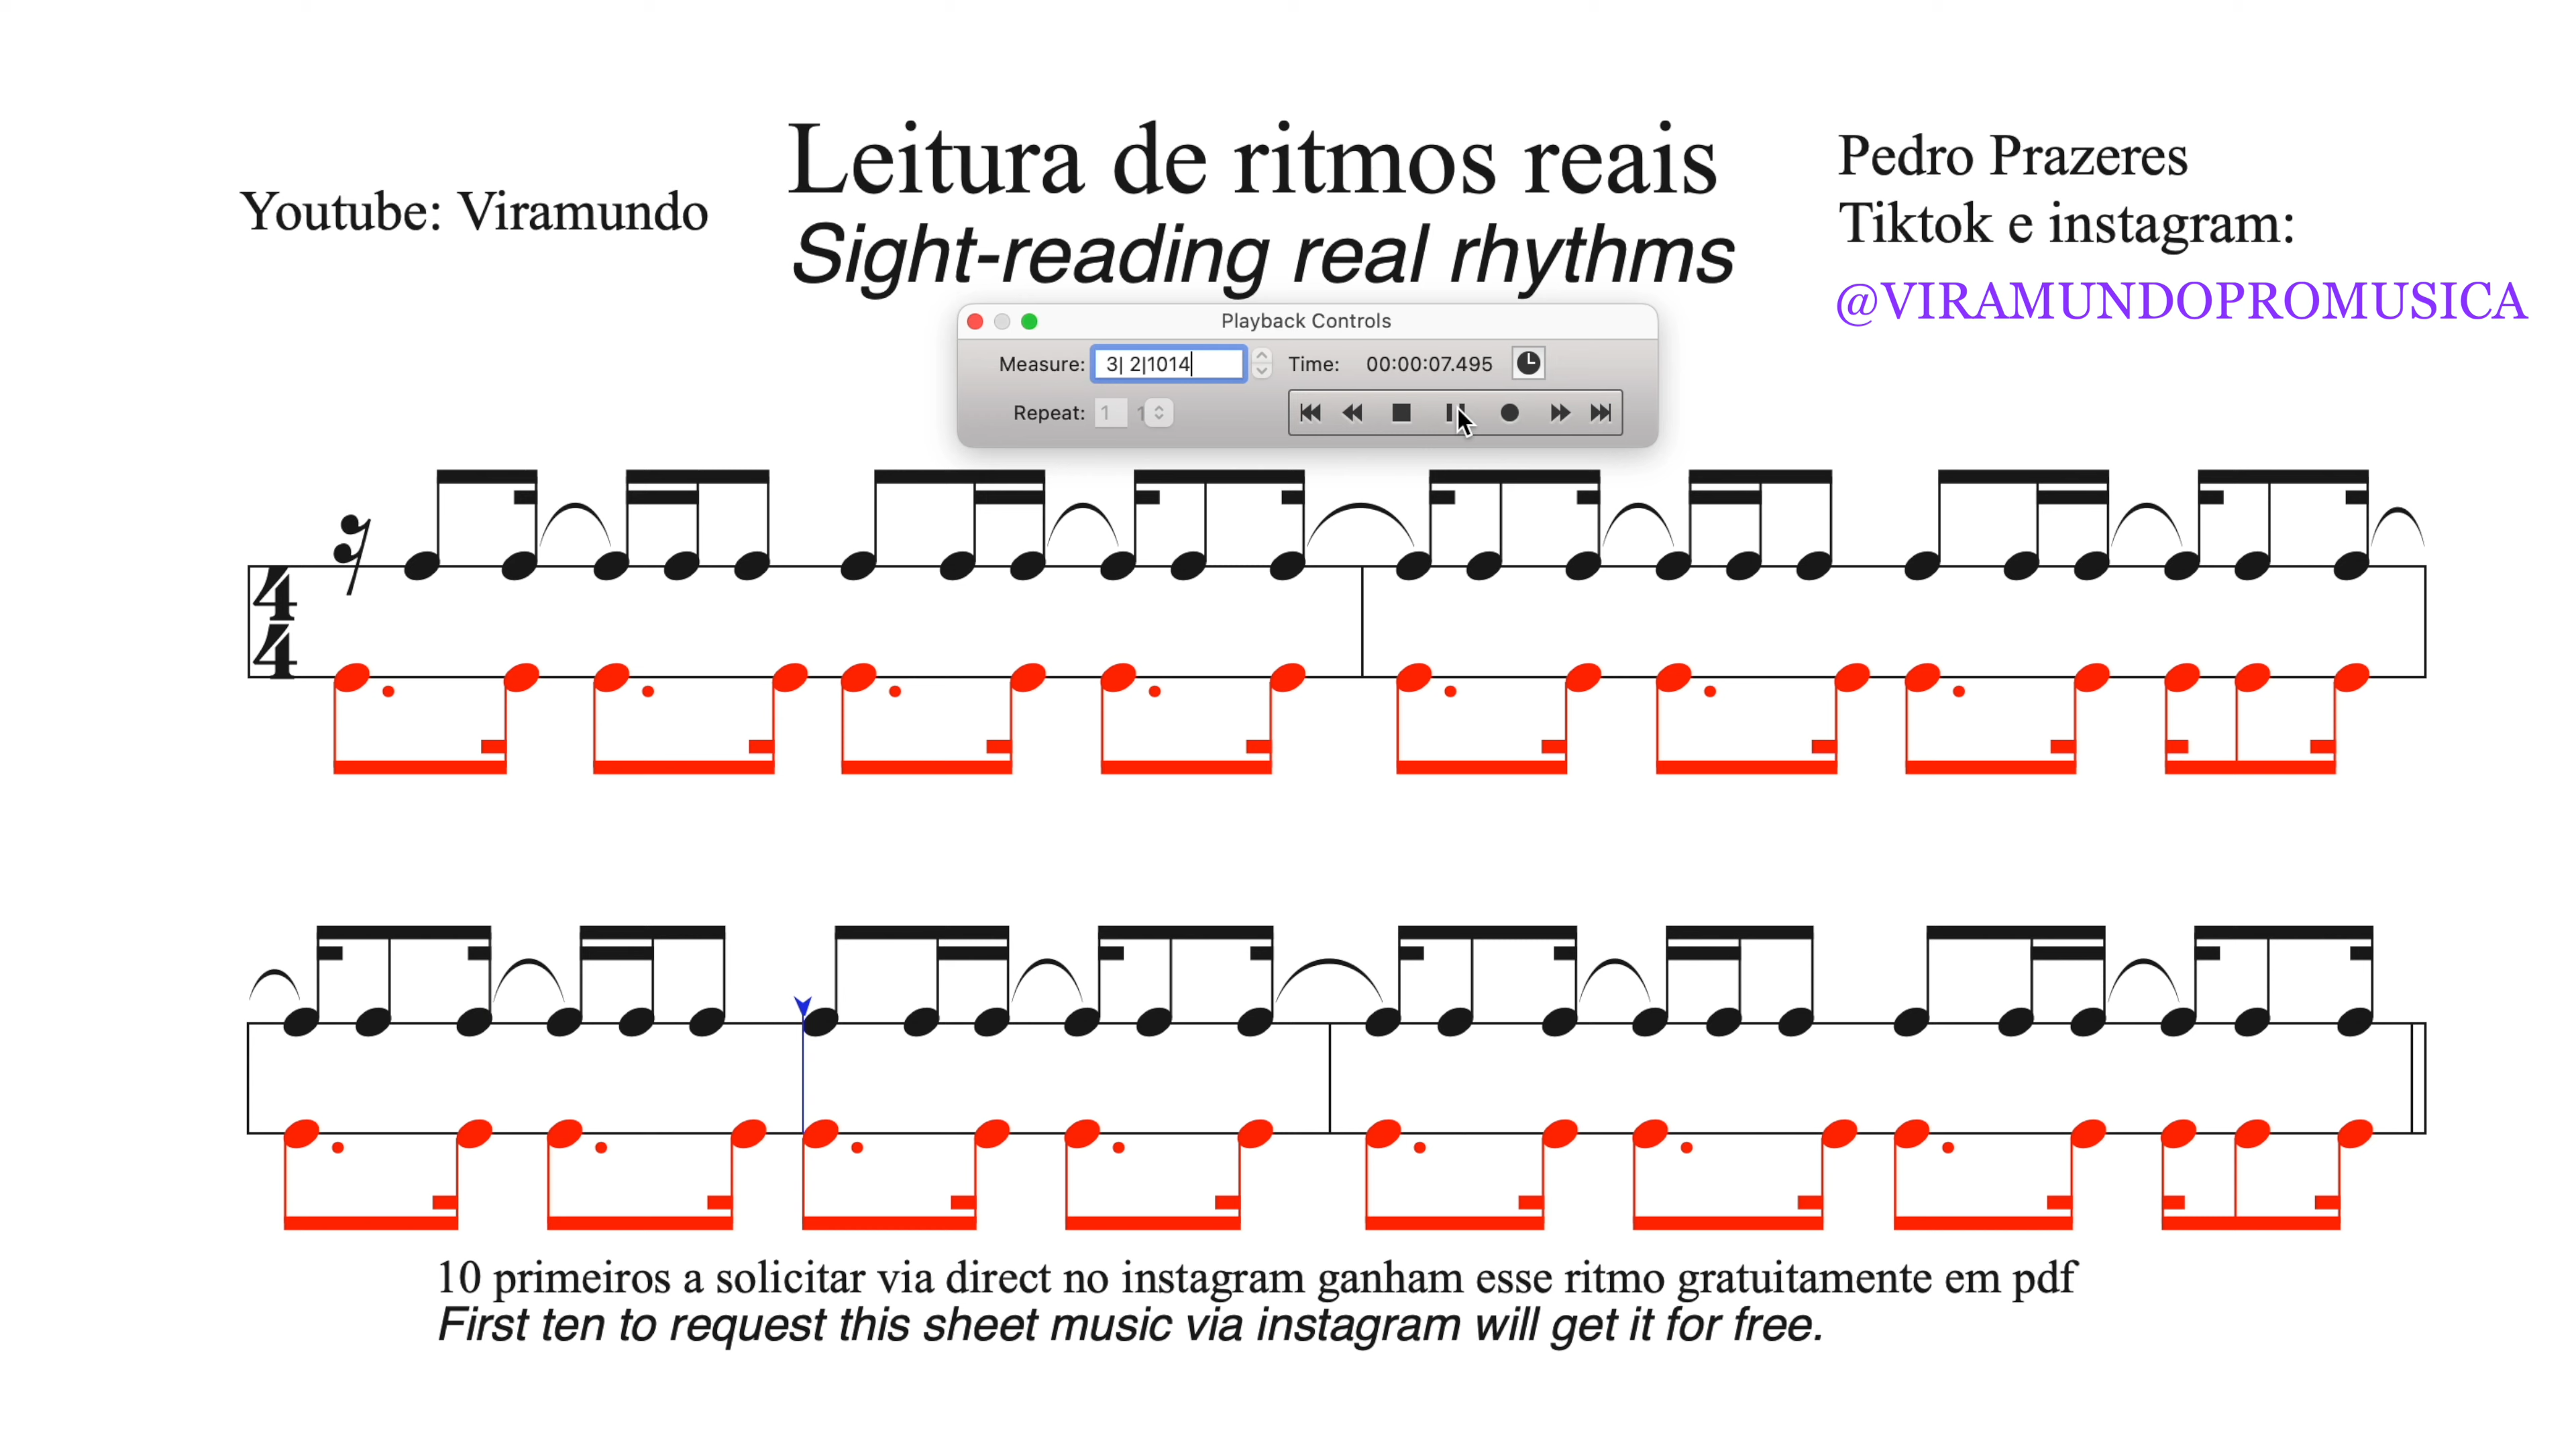 Leitura de ritmos reais
Sight-reading real rhythms
Youtube: Viramundo
Pedro Prazeres
Tiktok e instagram:
@VIRAMUNDOPROMUSICA
Playback Controls
Measure: 3| 2|1014 Time: 00:00:07.495
Repeat: 1 1
4
4
10 primeiros a solicitar via direct no instagram ganham esse ritmo gratuitamente em pdf
First ten to request this sheet music via instagram will get it for free.